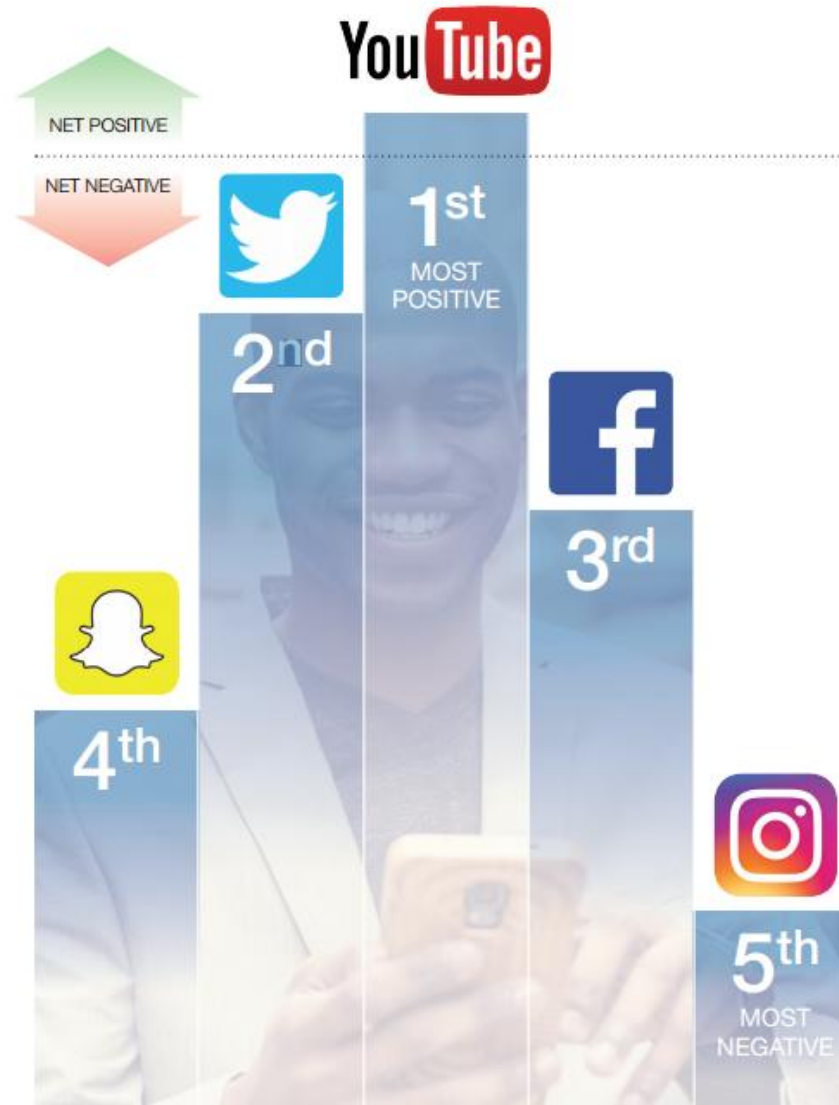 YouTube
NET POSITIVE
NET NEGATIVE
1st
MOST
POSITIVE
2nd
3rd
4th
5th
MOST
NEGATIVE